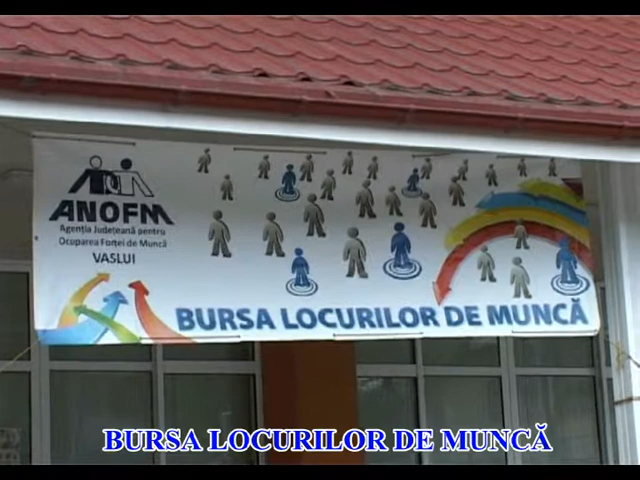 ANOFM
Agenția Județeană pentru
Ocuparea Forței de Muncă
VASLUI
BURSA LOCURILOR DE MUNCĂ
BURSA LOCURILOR DE MUNCĂ